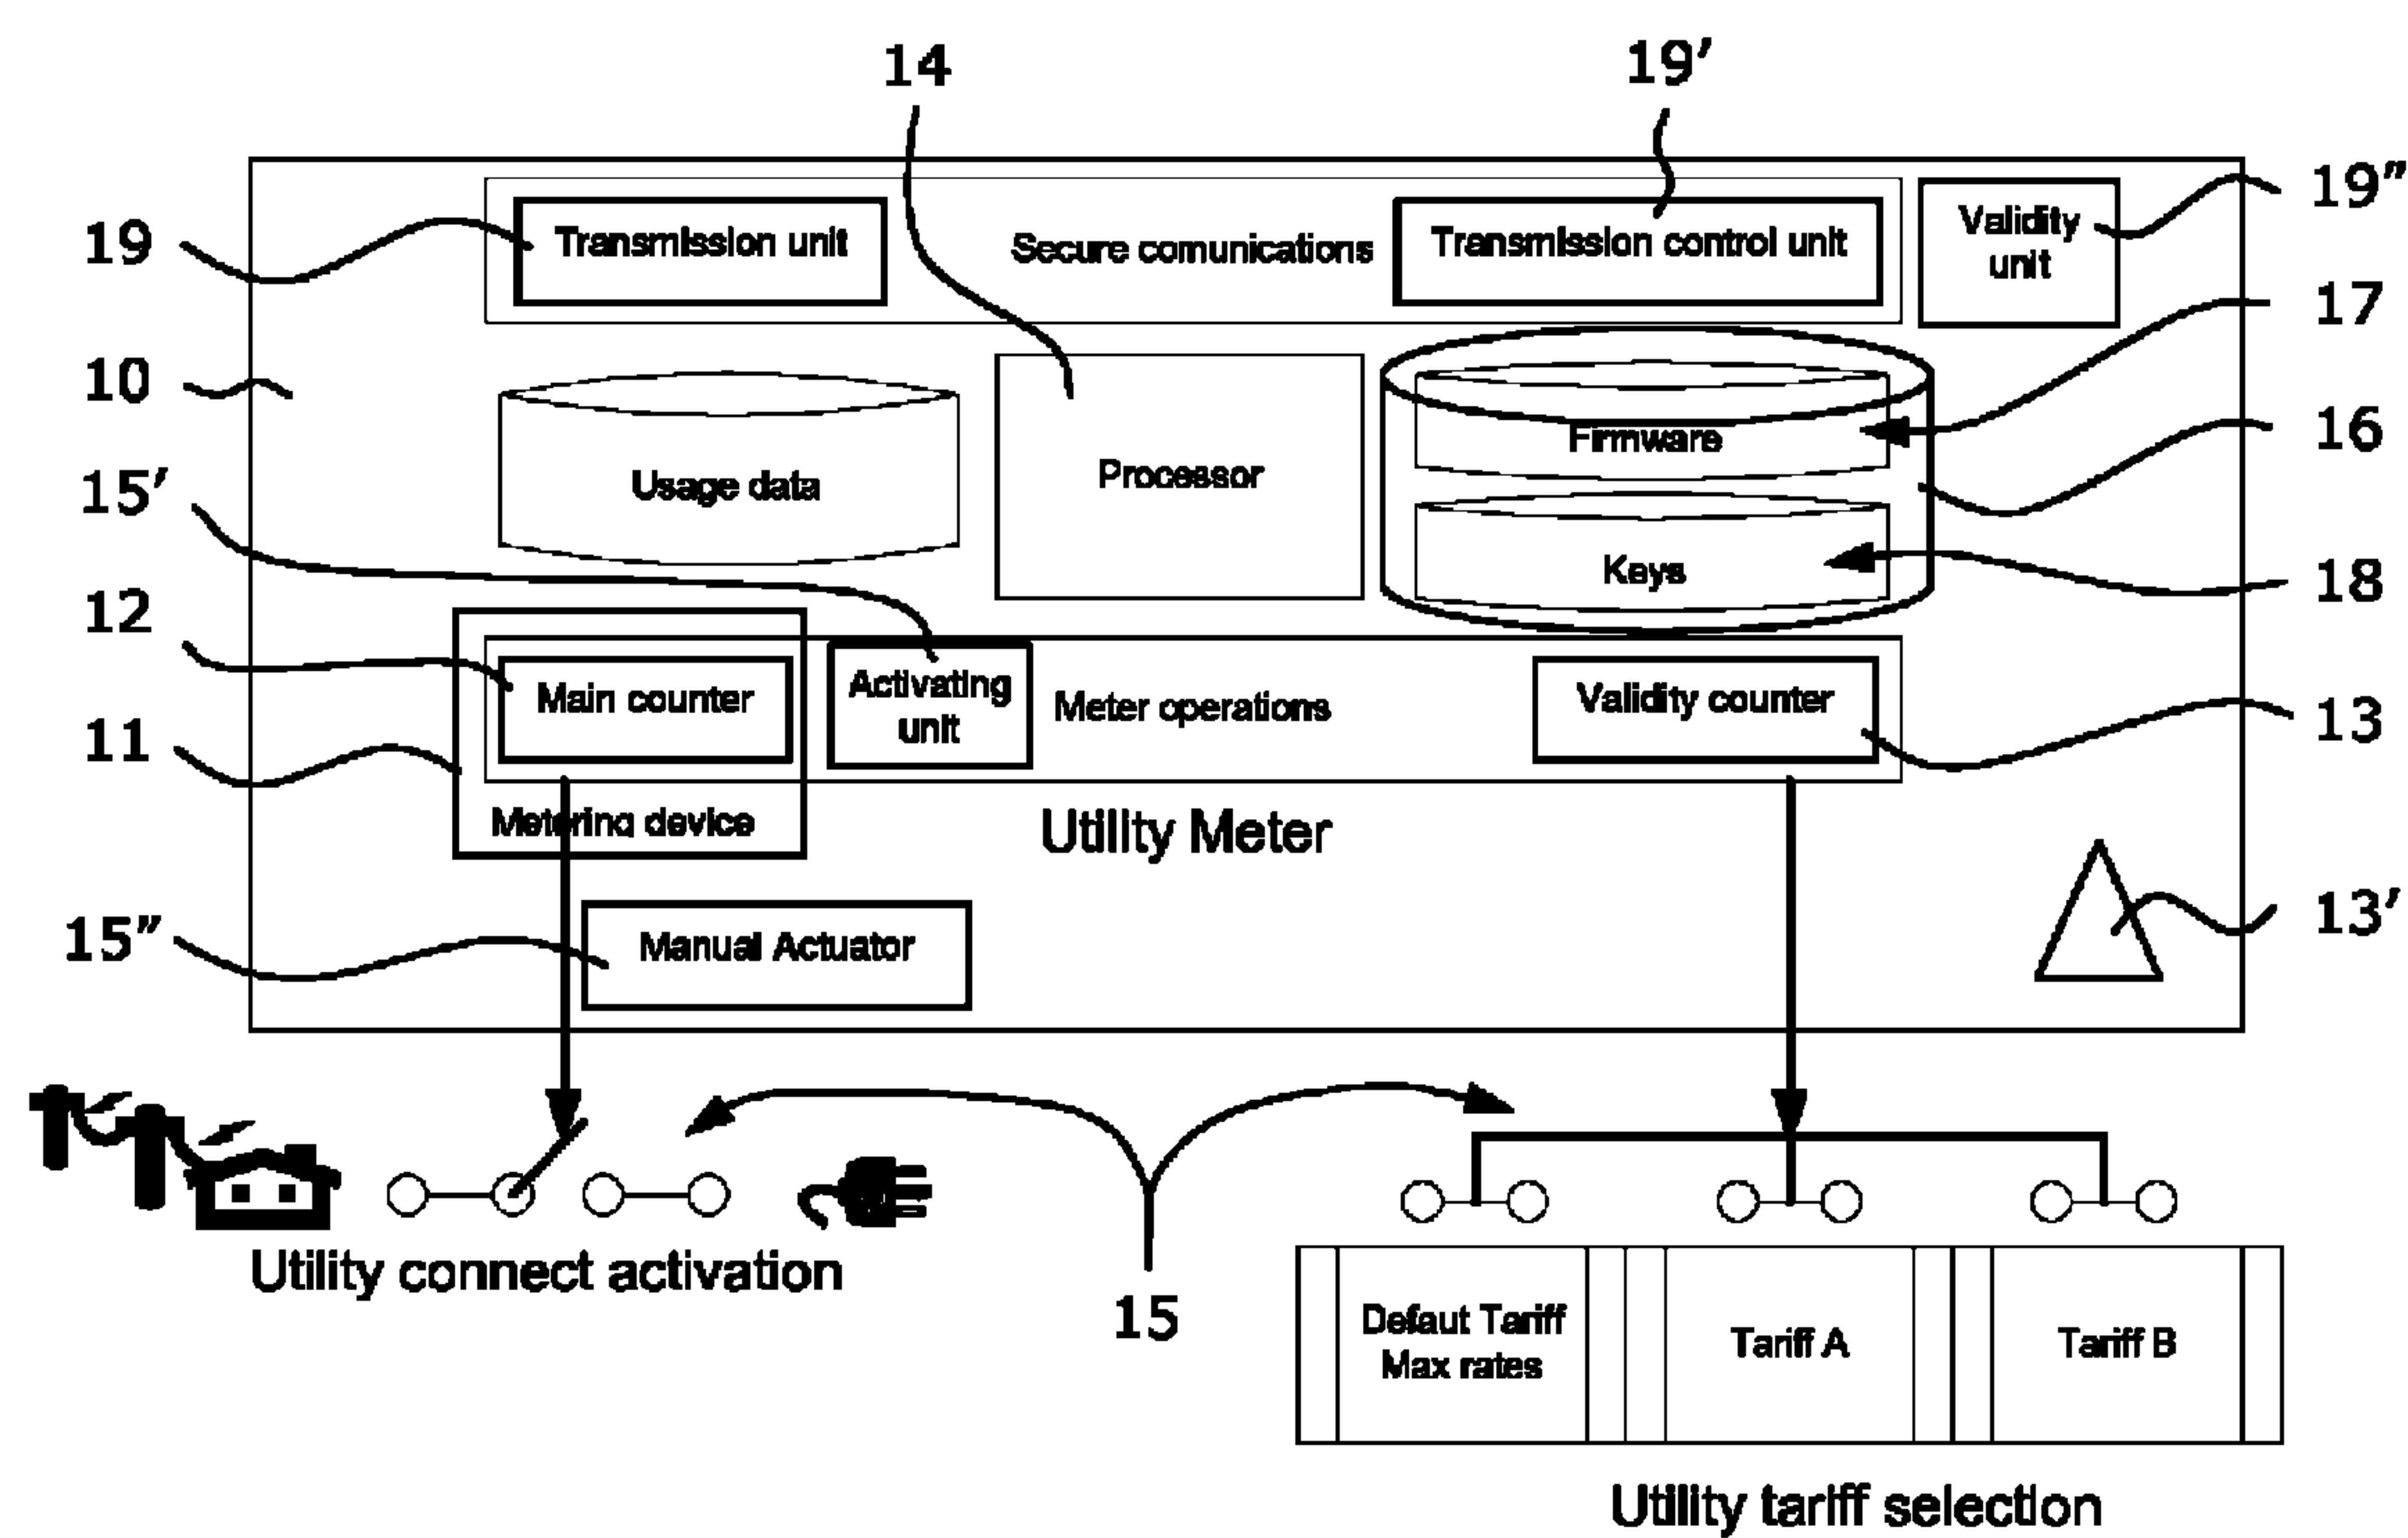 14
19'
19
Transmission unit
Secure comunications
Transmission control unit
Validity
unit
19"
17
10
Usage data
Processor
Firmware
16
15'
Keys
18
12
Main counter
Activating
unit
Meter operations
Validity counter
13
11
Metering device
Utility Meter
15"
Manual Actuator
13'
Utility connect activation
15
Defaut Tariff
Max rates
Tariff A
Tariff B
Utility tariff selection